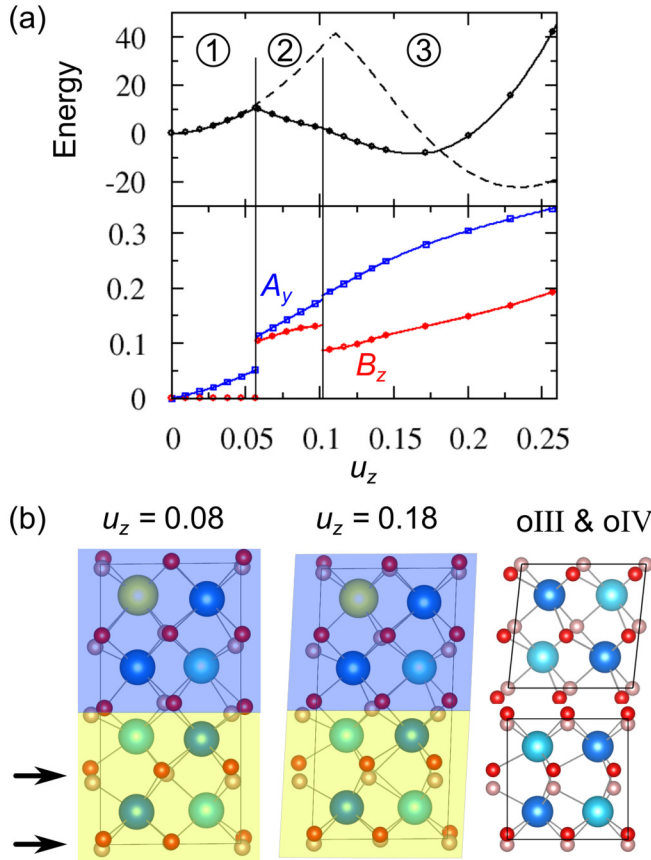 (a)
Energy
40
20
0
-20
① ② ③
0.3
0.2
0.1
0
A_y
B_z
0 0.05 0.1 0.15 0.2 0.25
u_z
(b) u_z = 0.08 u_z = 0.18 oIII & oIV